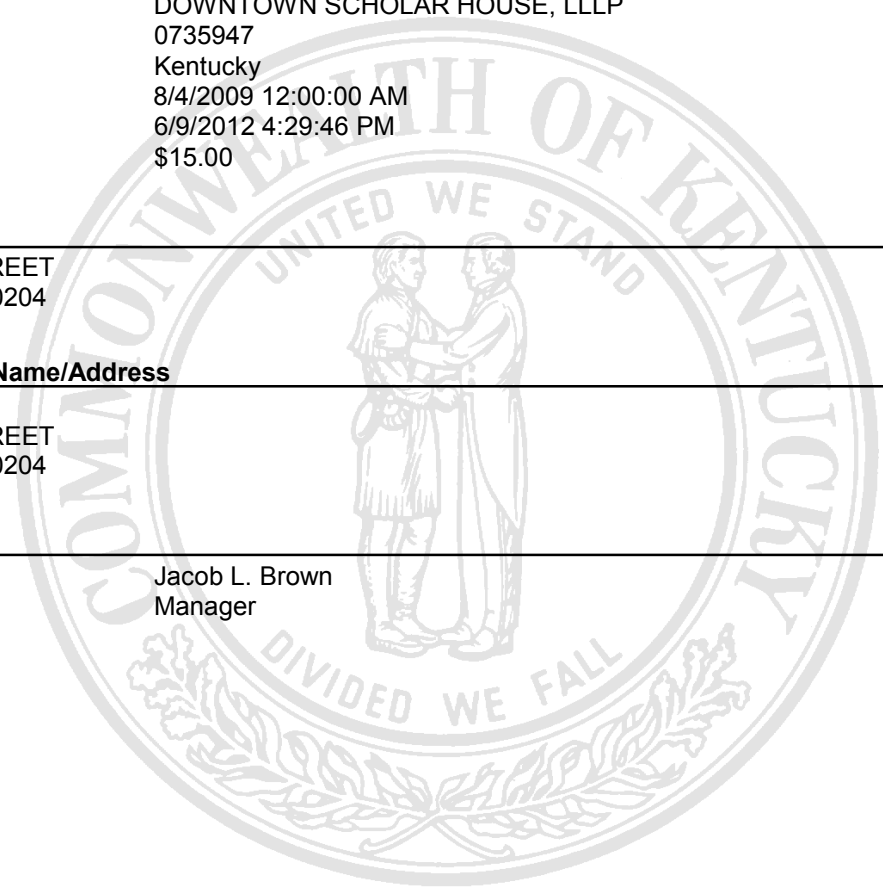 DOWNTOWN SCHOLAR HOUSE, LLLP
0735947
Kentucky
8/4/2009 12:00:00 AM
6/9/2012 4:29:46 PM
$15.00
REET
0204
Name/Address
REET
0204
Jacob L. Brown
Manager
COMMONWEALTH OF KENTUCKY
UNITED WE STAND
DIVIDED WE FALL